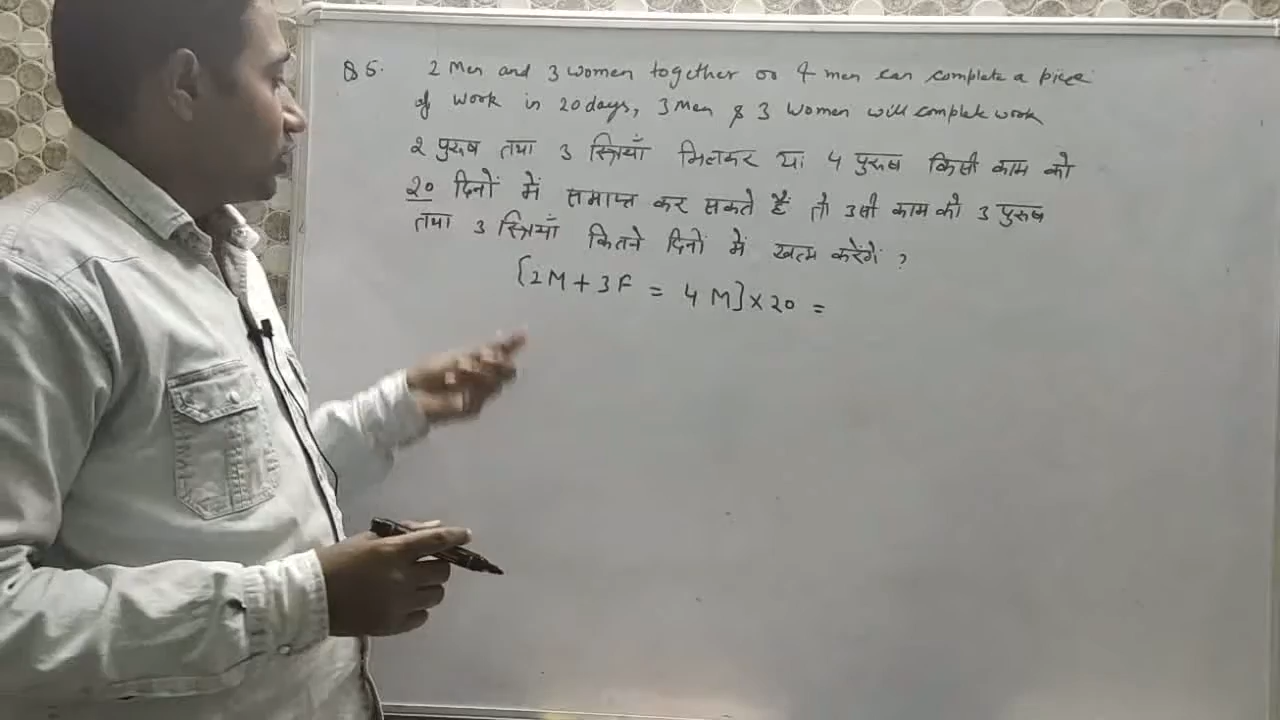 Q5. 2 Men and 3 women together or 4 men can complete a piece
of work in 20 days, 3 Men & 3 Women will complete work
2 पुरुष तथा 3 स्त्रियाँ मिलकर या 4 पुरुष किसी काम को
20 दिनों में समाप्त कर सकते हैं तो उसी काम को 3 पुरुष
तथा 3 स्त्रियाँ कितने दिनों में खत्म करेंगें ?
[2M + 3F = 4M] × 20 =